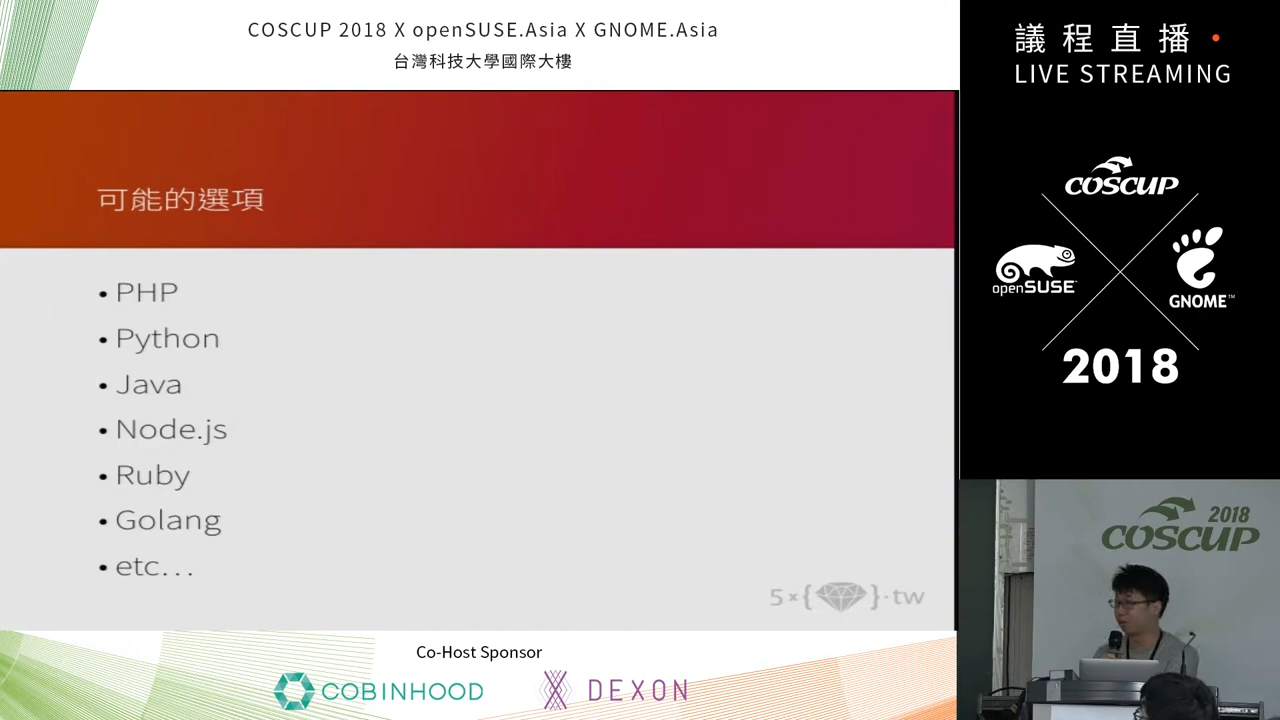 COSCUP 2018 X openSUSE.Asia X GNOME.Asia
台灣科技大學國際大樓
可能的選項
• PHP
• Python
• Java
• Node.js
• Ruby
• Golang
• etc...
5×{ }.tw
Co-Host Sponsor
COBINHOOD
DEXON
議程直播
LIVE STREAMING
COSCUP
openSUSE
GNOME™
2018
2018
COSCUP